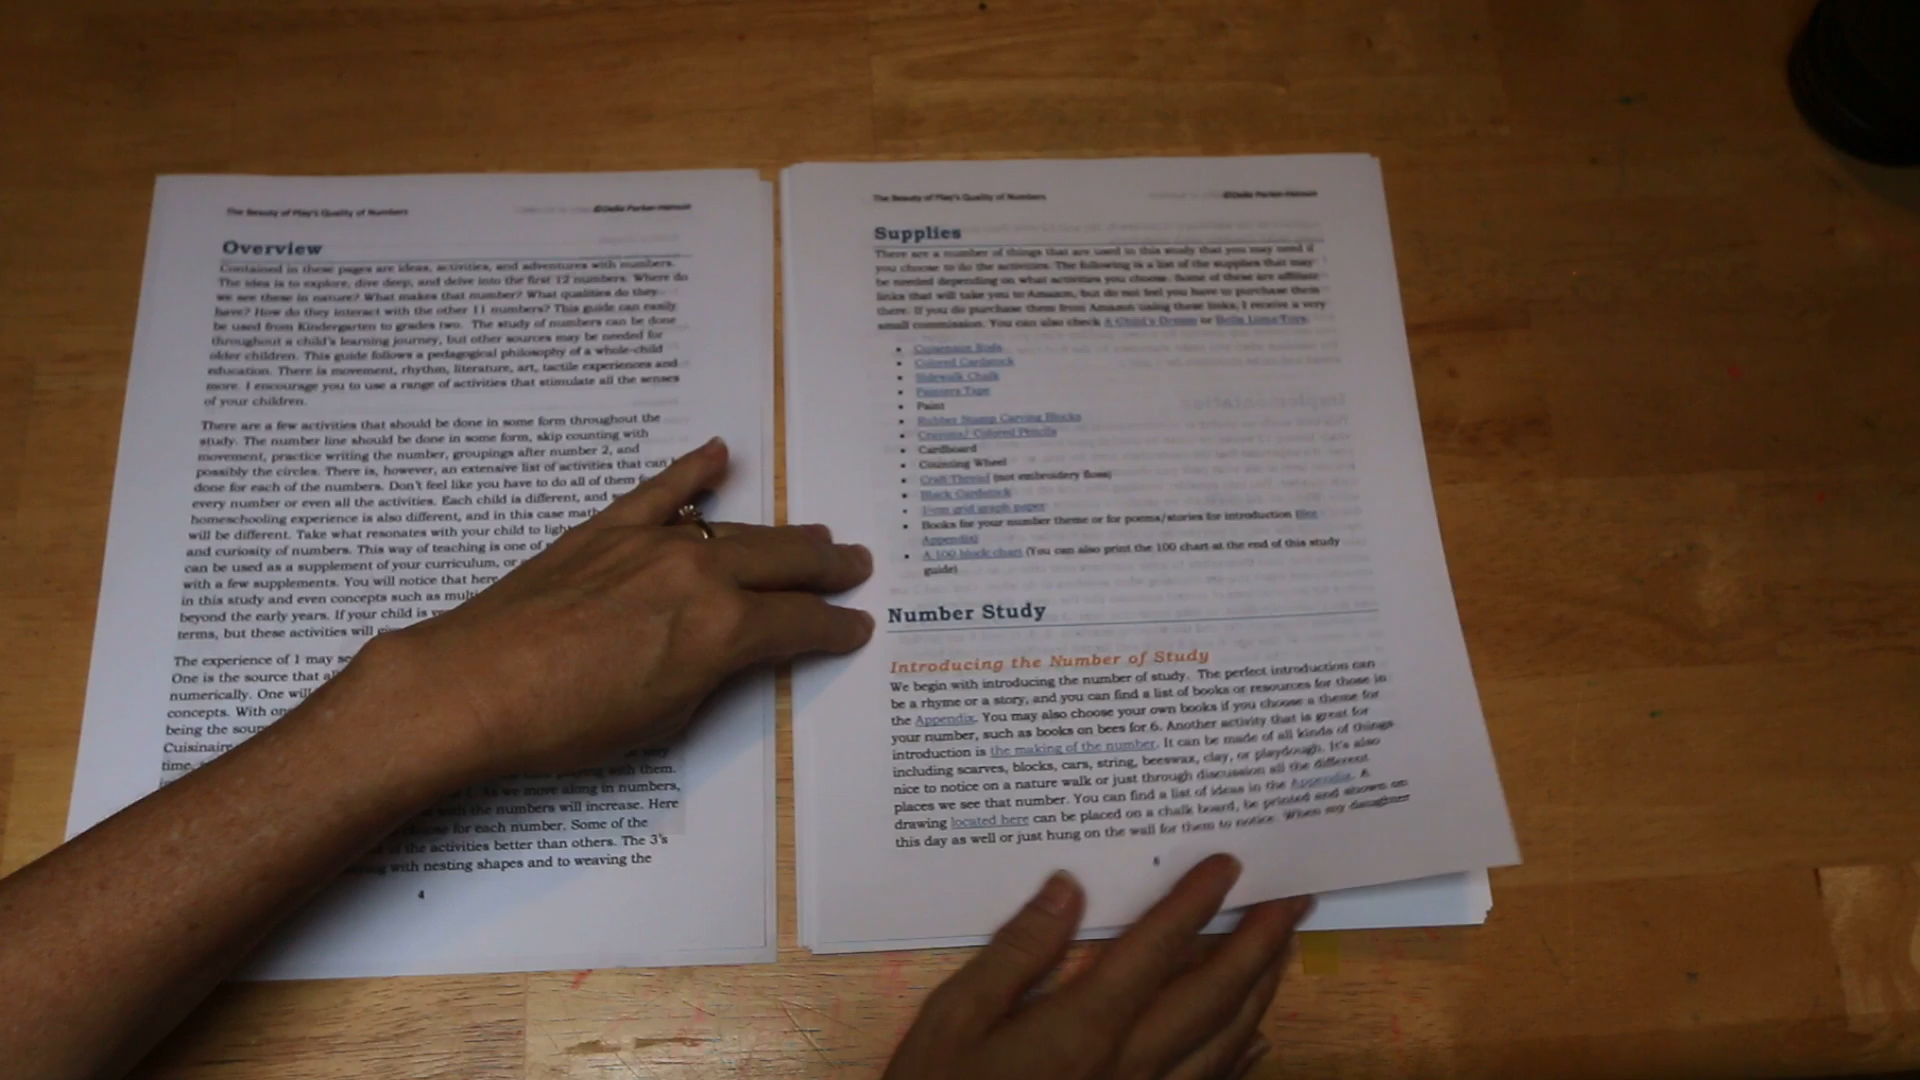 The Beauty of Play's Quality of Numbers ©Delia Parker-Hanson
Overview
Contained in these pages are ideas, activities, and adventures with numbers.
The idea is to explore, dive deep, and delve into the first 12 numbers. Where do
we see these in nature? What makes that number? What qualities do they
have? How do they interact with the other 11 numbers? This guide can easily
be used from Kindergarten to grades two. The study of numbers can be done
throughout a child's learning journey, but other sources may be needed for
older children. This guide follows a pedagogical philosophy of a whole-child
education. There is movement, rhythm, literature, art, tactile experiences and
more. I encourage you to use a range of activities that stimulate all the senses
of your children.
There are a few activities that should be done in some form throughout the
study. The number line should be done in some form, skip counting with
movement, practice writing the number, groupings after number 2, and
possibly the circles. There is, however, an extensive list of activities that can
done for each of the numbers. Don't feel like you have to do all of them
every number or even all the activities. Each child is different, and
homeschooling experience is also different, and in this case math
will be different. Take what resonates with your child to light
and curiosity of numbers. This way of teaching is one of
can be used as a supplement of your curriculum, or
with a few supplements. You will notice that here
in this study and even concepts such as
beyond the early years. If your child is
terms, but these activities will
The experience of 1 may
One is the source that
numerically. One will
concepts. With
being the
time,
with them.
we move along in numbers,
the numbers will increase. Here
for each number. Some of the
the activities better than others. The 3's
with nesting shapes and to weaving the
4
The Beauty of Play's Quality of Numbers ©Delia Parker-Hanson
Supplies
There are a number of things that are used in this study that you may need if
you choose to do the activities. The following is a list of the supplies that may
be needed depending on what activities you choose. Some of these are affiliate
links that will take you to Amazon, but do not feel you have to purchase them
there. If you do purchase them from Amazon using these links, I receive a very
small commission. You can also check A Child's Dream or Bella Luna Toys.
• Cuisenaire Rods
• Colored Cardstock
• Sidewalk Chalk
• Painters Tape
• Paint
• Rubber Stamp Carving Blocks
• Crayons/ Colored Pencils
• Cardboard
• Counting Wheel
• Craft Thread (not embroidery floss)
• Black Cardstock
• 1-cm grid graph paper
• Books for your number theme or for poems/stories for introduction (See
Appendix)
• A 100 block chart (You can also print the 100 chart at the end of this study
guide)
Number Study
Introducing the Number of Study
We begin with introducing the number of study. The perfect introduction can
be a rhyme or a story, and you can find a list of books or resources for those in
the Appendix. You may also choose your own books if you choose a theme for
your number, such as books on bees for 6. Another activity that is great for
introduction is the making of the number. It can be made of all kinds of things
including scarves, blocks, cars, string, beeswax, clay, or playdough. It's also
nice to notice on a nature walk or just through discussion all the different
places we see that number. You can find a list of ideas in the Appendix. A
drawing located here can be placed on a chalk board, be printed and shown on
this day as well or just hung on the wall for them to notice. When my daughter